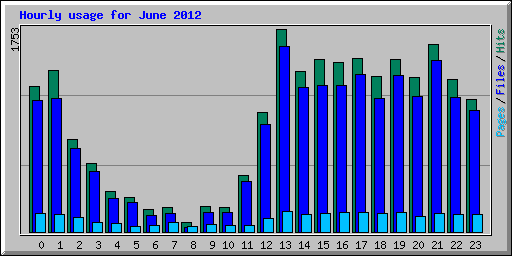 Hourly usage for June 2012
1753
Pages/Files/Hits
0 1 2 3 4 5 6 7 8 9 10 11 12 13 14 15 16 17 18 19 20 21 22 23